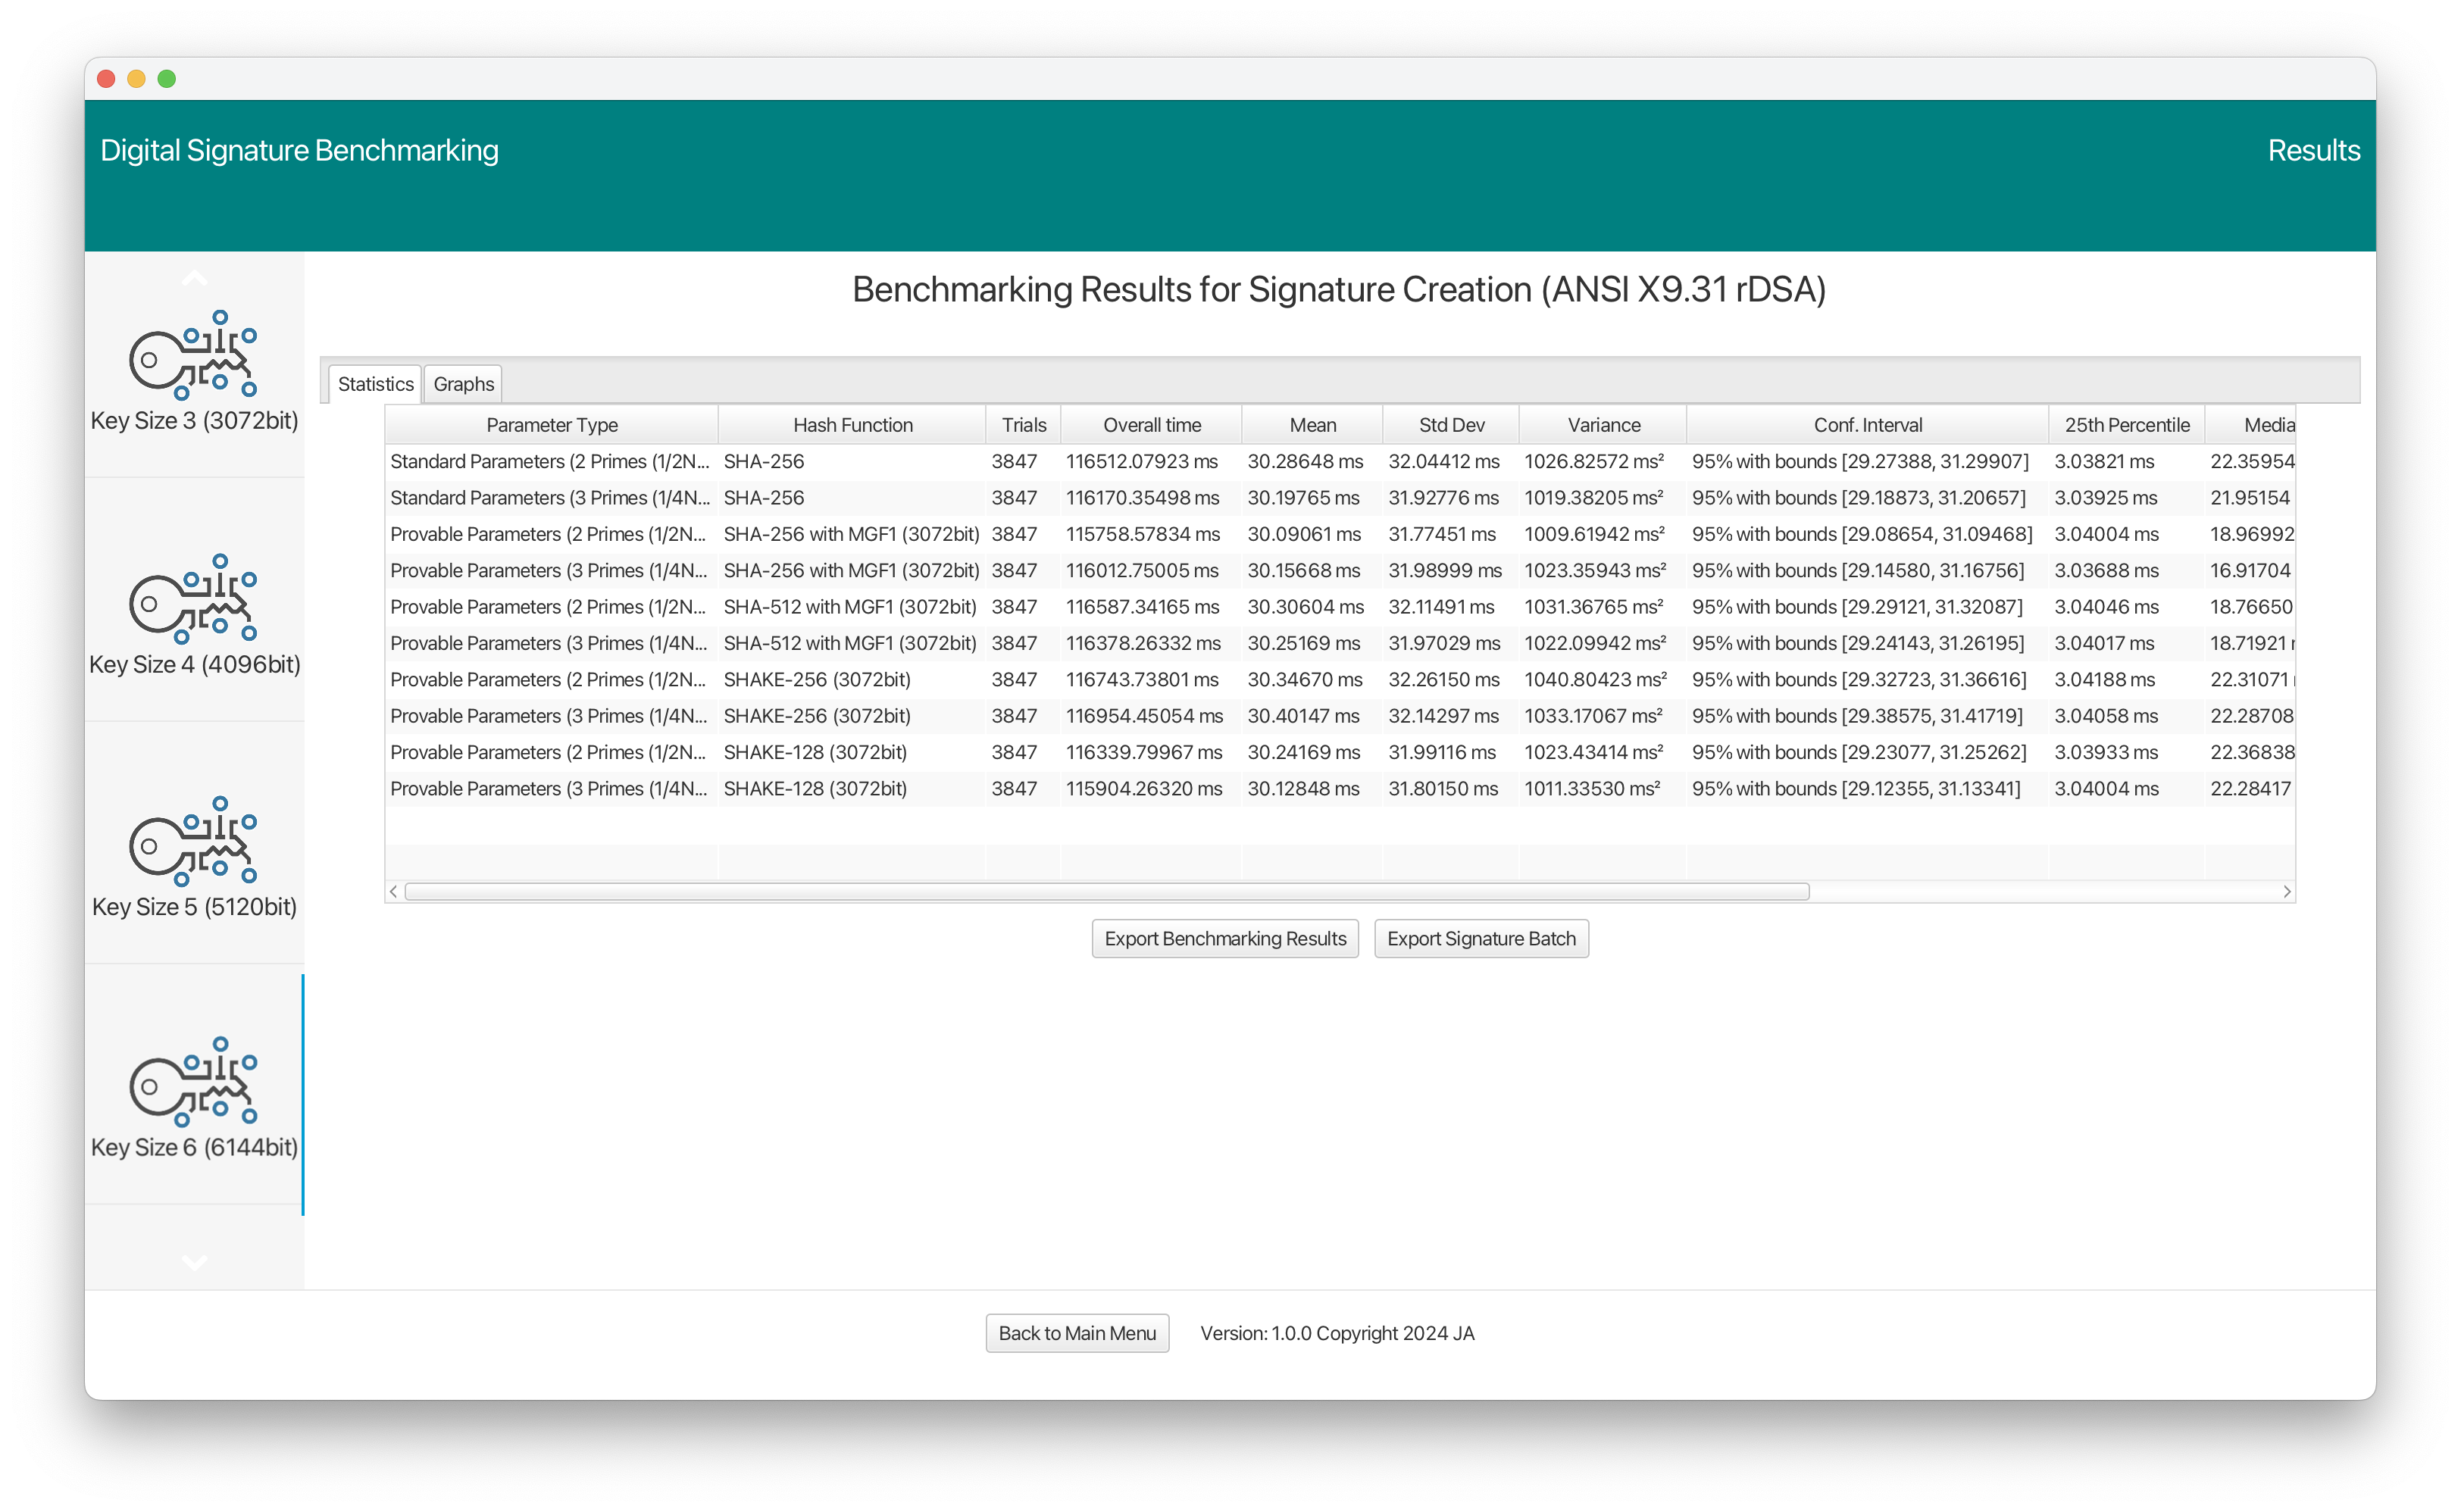 Digital Signature Benchmarking Results
Key Size 3 (3072bit)
Key Size 4 (4096bit)
Key Size 5 (5120bit)
Key Size 6 (6144bit)
Benchmarking Results for Signature Creation (ANSI X9.31 rDSA)
Statistics Graphs
Parameter Type Hash Function Trials Overall time Mean Std Dev Variance Conf. Interval 25th Percentile Media
Standard Parameters (2 Primes (1/2N... SHA-256 3847 116512.07923 ms 30.28648 ms 32.04412 ms 1026.82572 ms² 95% with bounds [29.27388, 31.29907] 3.03821 ms 22.35954
Standard Parameters (3 Primes (1/4N... SHA-256 3847 116170.35498 ms 30.19765 ms 31.92776 ms 1019.38205 ms² 95% with bounds [29.18873, 31.20657] 3.03925 ms 21.95154
Provable Parameters (2 Primes (1/2N... SHA-256 with MGF1 (3072bit) 3847 115758.57834 ms 30.09061 ms 31.77451 ms 1009.61942 ms² 95% with bounds [29.08654, 31.09468] 3.04004 ms 18.96992
Provable Parameters (3 Primes (1/4N... SHA-256 with MGF1 (3072bit) 3847 116012.75005 ms 30.15668 ms 31.98999 ms 1023.35943 ms² 95% with bounds [29.14580, 31.16756] 3.03688 ms 16.91704
Provable Parameters (2 Primes (1/2N... SHA-512 with MGF1 (3072bit) 3847 116587.34165 ms 30.30604 ms 32.11491 ms 1031.36765 ms² 95% with bounds [29.29121, 31.32087] 3.04046 ms 18.76650
Provable Parameters (3 Primes (1/4N... SHA-512 with MGF1 (3072bit) 3847 116378.26332 ms 30.25169 ms 31.97029 ms 1022.09942 ms² 95% with bounds [29.24143, 31.26195] 3.04017 ms 18.71921
Provable Parameters (2 Primes (1/2N... SHAKE-256 (3072bit) 3847 116743.73801 ms 30.34670 ms 32.26150 ms 1040.80423 ms² 95% with bounds [29.32723, 31.36616] 3.04188 ms 22.31071
Provable Parameters (3 Primes (1/4N... SHAKE-256 (3072bit) 3847 116954.45054 ms 30.40147 ms 32.14297 ms 1033.17067 ms² 95% with bounds [29.38575, 31.41719] 3.04058 ms 22.28708
Provable Parameters (2 Primes (1/2N... SHAKE-128 (3072bit) 3847 116339.79967 ms 30.24169 ms 31.99116 ms 1023.43414 ms² 95% with bounds [29.23077, 31.25262] 3.03933 ms 22.36838
Provable Parameters (3 Primes (1/4N... SHAKE-128 (3072bit) 3847 115904.26320 ms 30.12848 ms 31.80150 ms 1011.33530 ms² 95% with bounds [29.12355, 31.13341] 3.04004 ms 22.28417
Export Benchmarking Results Export Signature Batch
Back to Main Menu Version: 1.0.0 Copyright 2024 JA